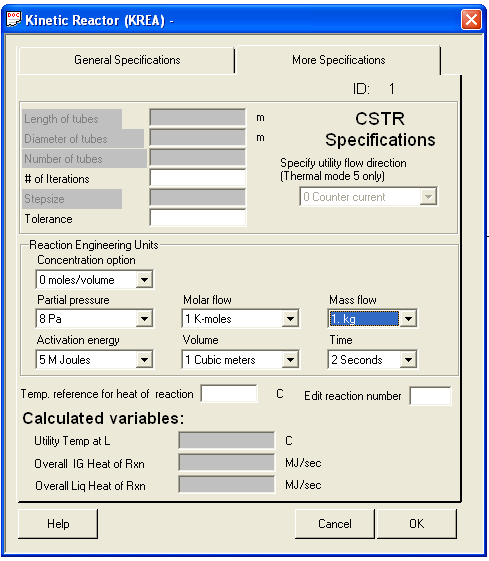 Kinetic Reactor (KREA) -
General Specifications More Specifications
ID: 1
Length of tubes m
Diameter of tubes m
Number of tubes
# of Iterations
Stepsize
Tolerance
CSTR
Specifications
Specify utility flow direction
(Thermal mode 5 only)
0 Counter current
Reaction Engineering Units
Concentration option
0 moles/volume
Partial pressure Molar flow Mass flow
8 Pa 1 K-moles 1. kg
Activation energy Volume Time
5 M Joules 1 Cubic meters 2 Seconds
Temp. reference for heat of reaction C Edit reaction number
Calculated variables:
Utility Temp at L C
Overall IG Heat of Rxn MJ/sec
Overall Liq Heat of Rxn MJ/sec
Help Cancel OK